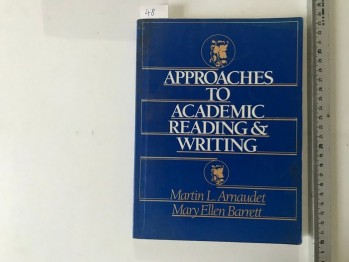 48
APPROACHES
TO
ACADEMIC
READING &
WRITING
Martin L. Arnaudet
Mary Ellen Barrett